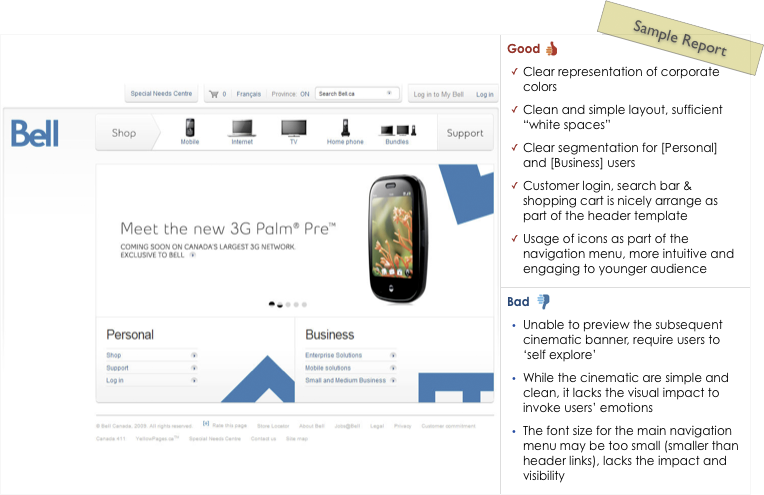 Sample Report
Special Needs Centre
0
Français
Province: ON
Search Bell.ca
Log in to My Bell
Log in
Bell
Shop
Mobile
Internet
TV
Home phone
Bundles
Support
Meet the new 3G Palm® Pre™
COMING SOON ON CANADA'S LARGEST 3G NETWORK.
EXCLUSIVE TO BELL
Personal
Shop
Support
Log in
Business
Enterprise Solutions
Mobile solutions
Small and Medium Business
© Bell Canada, 2009. All rights reserved.
[+] Rate this page
Store Locator
About Bell
Jobs@Bell
Legal
Privacy
Customer commitment
Canada 411
YellowPages.ca™
Special Needs Centre
Contact us
Site map
Good
Clear representation of corporate
colors
Clean and simple layout, sufficient
“white spaces”
Clear segmentation for [Personal]
and [Business] users
Customer login, search bar &
shopping cart is nicely arrange as
part of the header template
Usage of icons as part of the
navigation menu, more intuitive and
engaging to younger audience
Bad
Unable to preview the subsequent
cinematic banner, require users to
‘self explore’
While the cinematic are simple and
clean, it lacks the visual impact to
invoke users’ emotions
The font size for the main navigation
menu may be too small (smaller than
header links), lacks the impact and
visibility